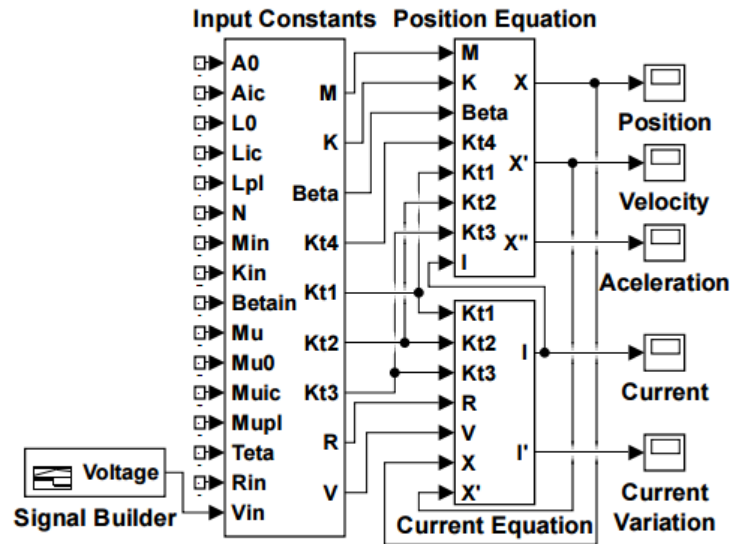 Input Constants
Position Equation
A0
Aic
L0
Lic
Lpl
N
Min
Kin
Betain
Mu
Mu0
Muic
Mupl
Teta
Rin
Vin
M
K
Beta
Kt4
Kt1
Kt2
Kt3
R
V
M
K
Beta
Kt4
Kt1
Kt2
Kt3
I
X
X'
X"
Kt1
Kt2
Kt3
R
V
X
X'
I
I'
Current Equation
Position
Velocity
Aceleration
Current
Current
Variation
Voltage
Signal Builder